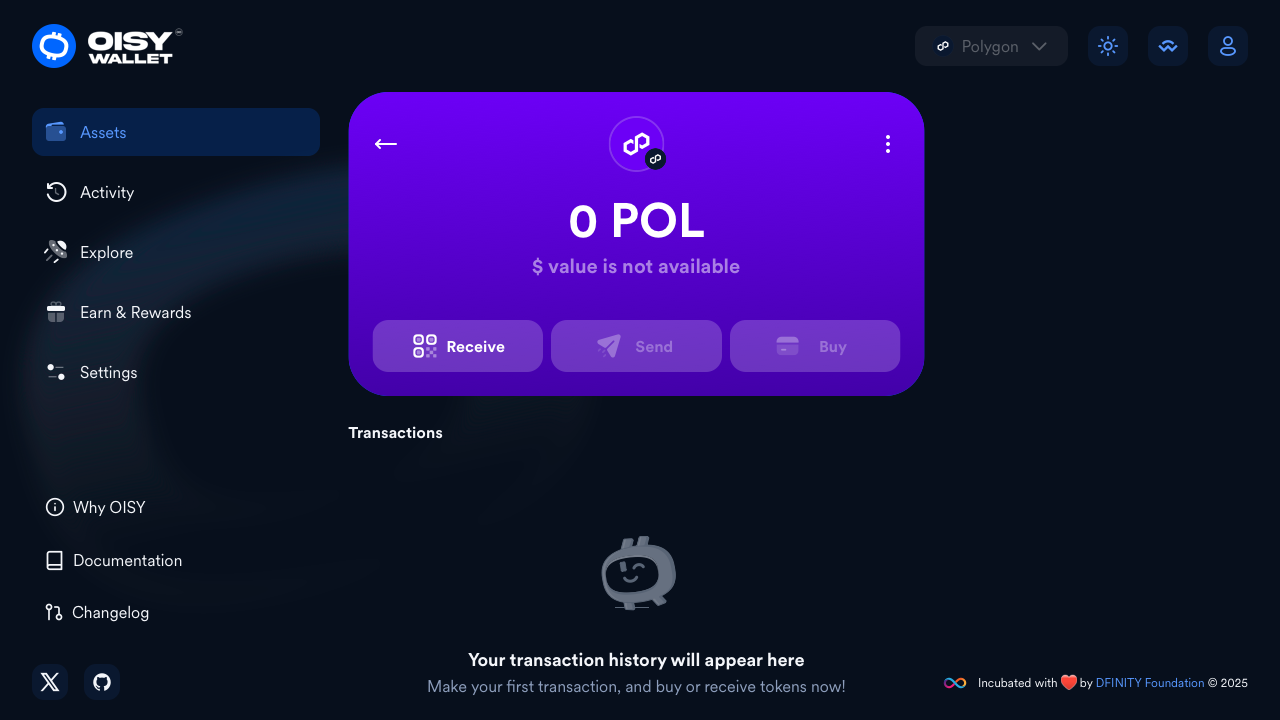 OISY
WALLET
Polygon
Assets
Activity
Explore
Earn & Rewards
Settings
Why OISY
Documentation
Changelog
0 POL
$ value is not available
Receive
Send
Buy
Transactions
Your transaction history will appear here
Make your first transaction, and buy or receive tokens now!
Incubated with ❤️ by DFINITY Foundation © 2025